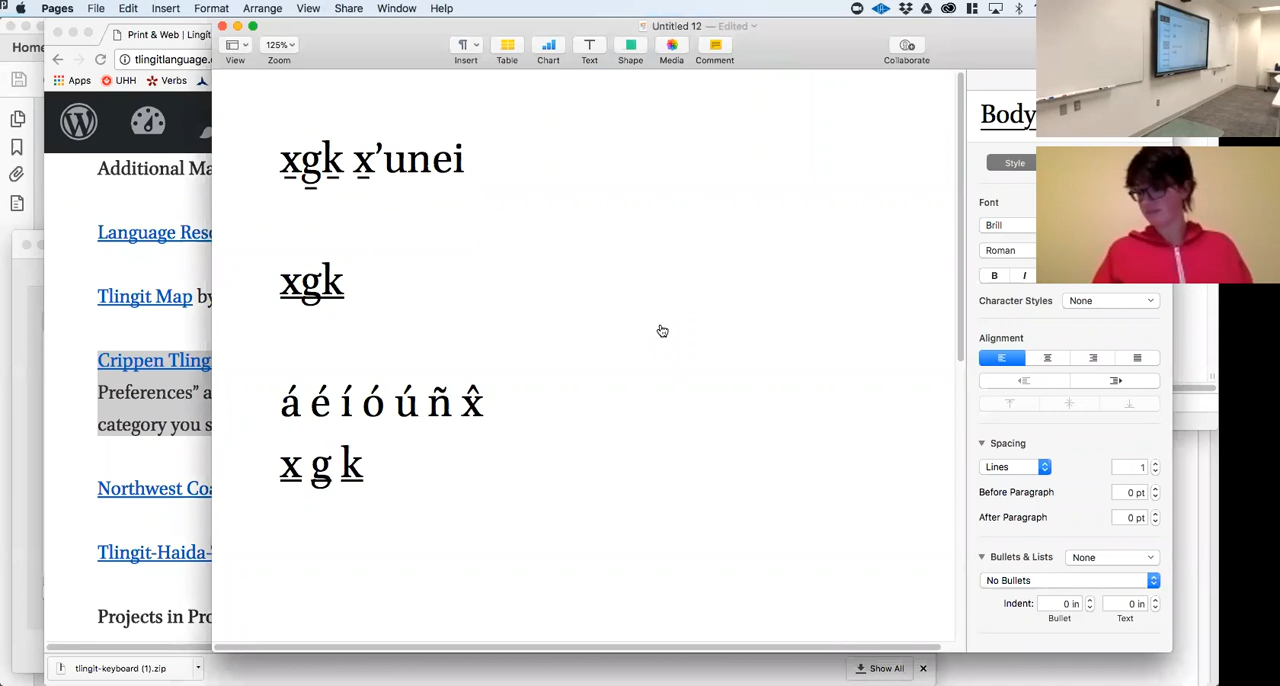 Pages File Edit Insert Format Arrange View Share Window Help
Untitled 12 — Edited
Home
Print & Web | Lingít
tlingitlanguage.c
Apps UHH Verbs
View
125%
Zoom
Insert
Table
Chart
Text
Shape
Media
Comment
Collaborate
Additional Ma
Language Reso
Tlingit Map by
Crippen Tling
Preferences” a
category you s
Northwest Coa
Tlingit-Haida-
Projects in Pro
x̱g̱ḵ x̱’unei
xgk
á é í ó ú ñ x̂
x g k
Body
Style
Font
Brill
Roman
B I
Character Styles None
Alignment
Spacing
Lines 1
Before Paragraph 0 pt
After Paragraph 0 pt
Bullets & Lists None
No Bullets
Indent: 0 in 0 in
Bullet Text
tlingit-keyboard (1).zip
Show All